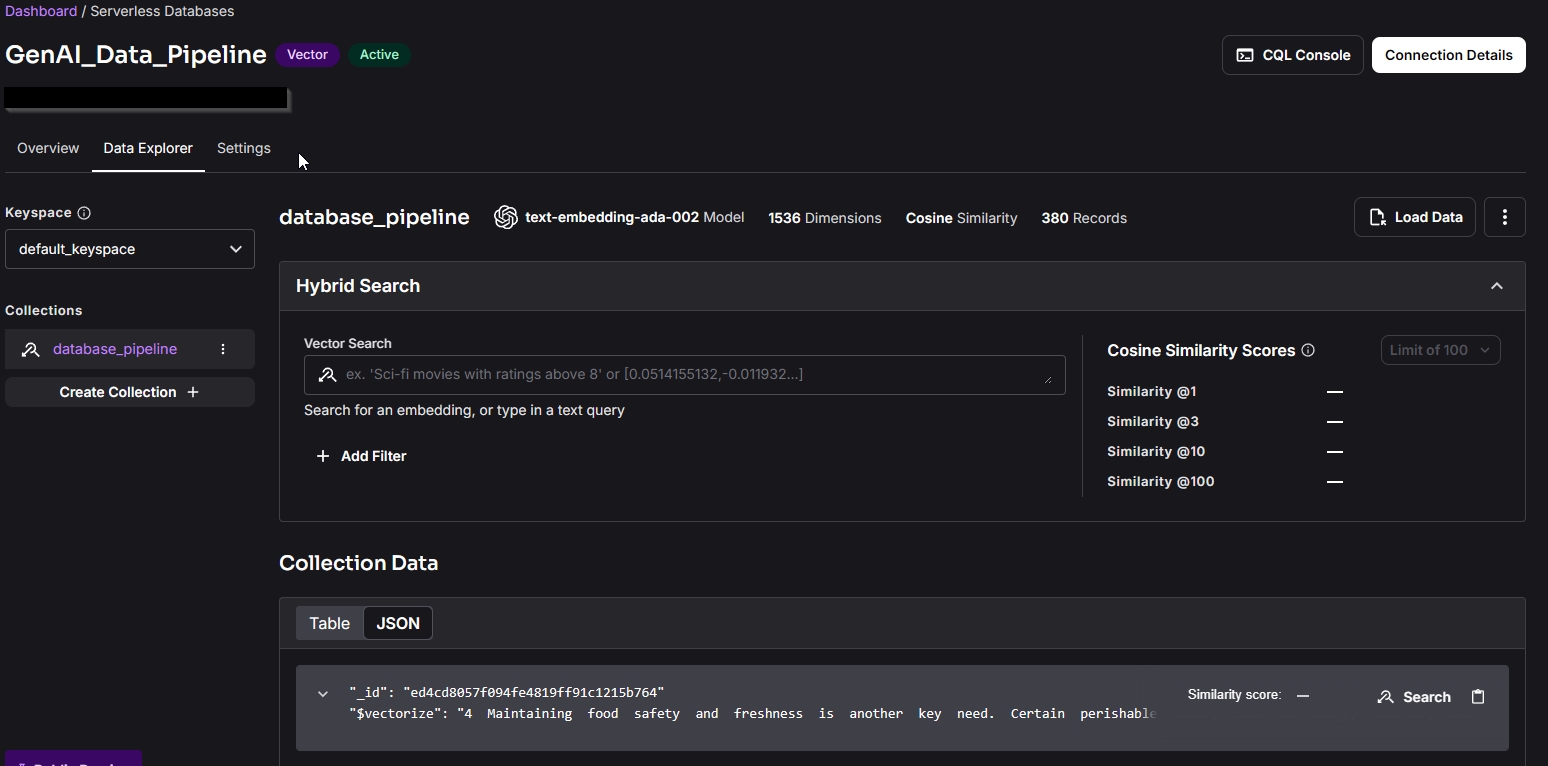 Dashboard / Serverless Databases
GenAI_Data_Pipeline Vector Active
CQL Console Connection Details
Overview Data Explorer Settings
Keyspace
default_keyspace
Collections
database_pipeline
Create Collection +
database_pipeline text-embedding-ada-002 Model 1536 Dimensions Cosine Similarity 380 Records
Load Data
Hybrid Search
Vector Search
ex. 'Sci-fi movies with ratings above 8' or [0.0514155132,-0.011932...]
Search for an embedding, or type in a text query
+ Add Filter
Cosine Similarity Scores Limit of 100
Similarity @1 —
Similarity @3 —
Similarity @10 —
Similarity @100 —
Collection Data
Table JSON
"_id": "ed4cd8057f094fe4819ff91c1215b764"
"$vectorize": "4 Maintaining food safety and freshness is another key need. Certain perishable
Similarity score: — Search